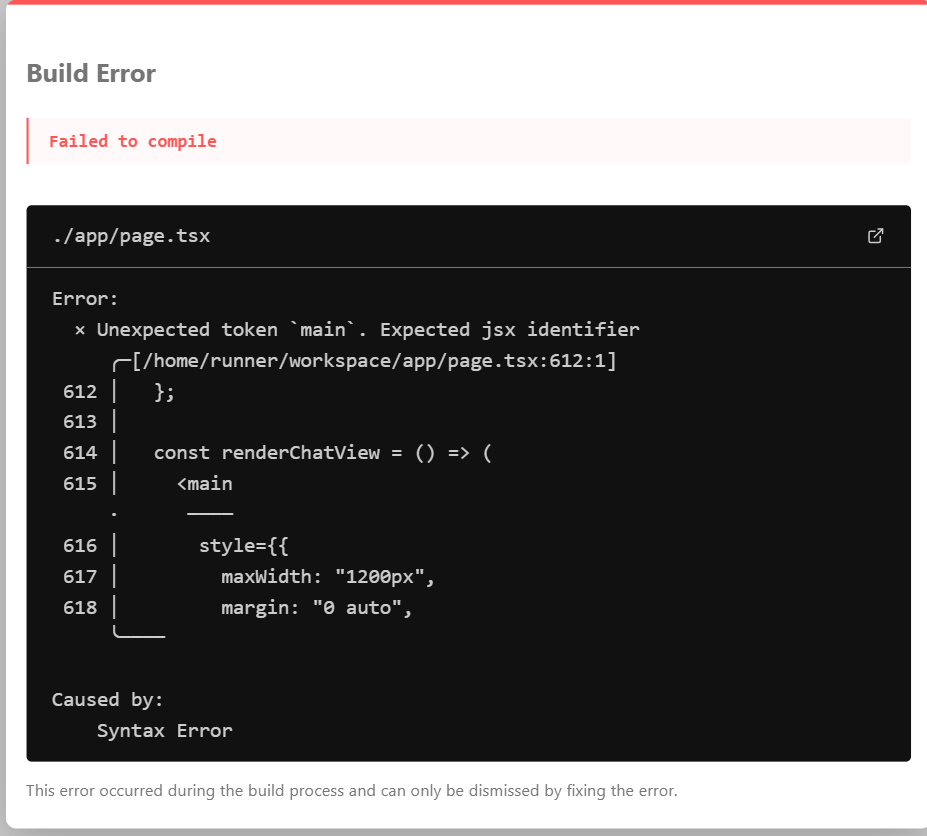 Build Error
Failed to compile
./app/page.tsx
Error:
× Unexpected token `main`. Expected jsx identifier
╭─[/home/runner/workspace/app/page.tsx:612:1]
612 │   };
613 │
614 │   const renderChatView = () => (
615 │     <main
·      ────
616 │       style={{
617 │         maxWidth: "1200px",
618 │         margin: "0 auto",
╰────
Caused by:
Syntax Error
This error occurred during the build process and can only be dismissed by fixing the error.